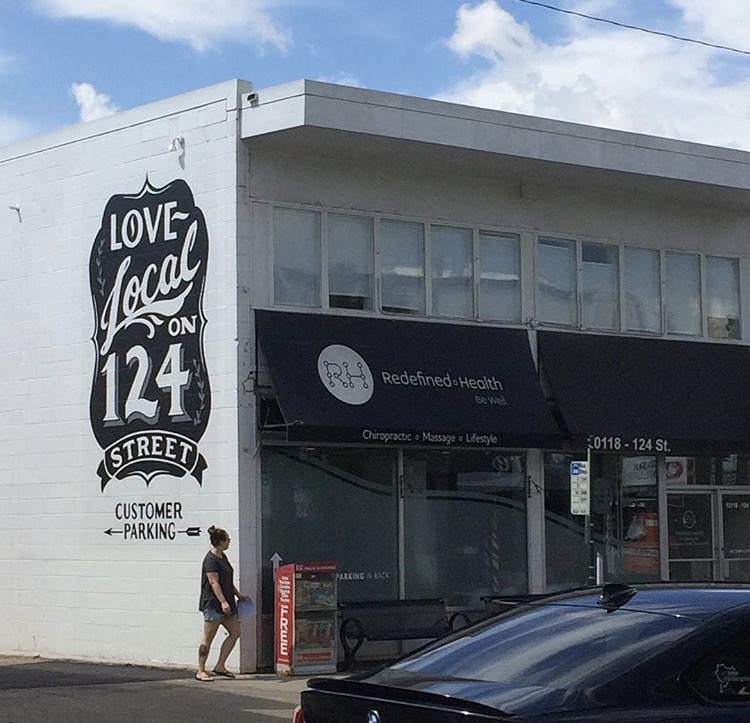 LOVE
Local
ON
124
STREET
CUSTOMER
PARKING
RH
Redefined Health
Be Well.
Chiropractic Massage Lifestyle
0118 - 124 St.
PARKING IN BACK
FREE